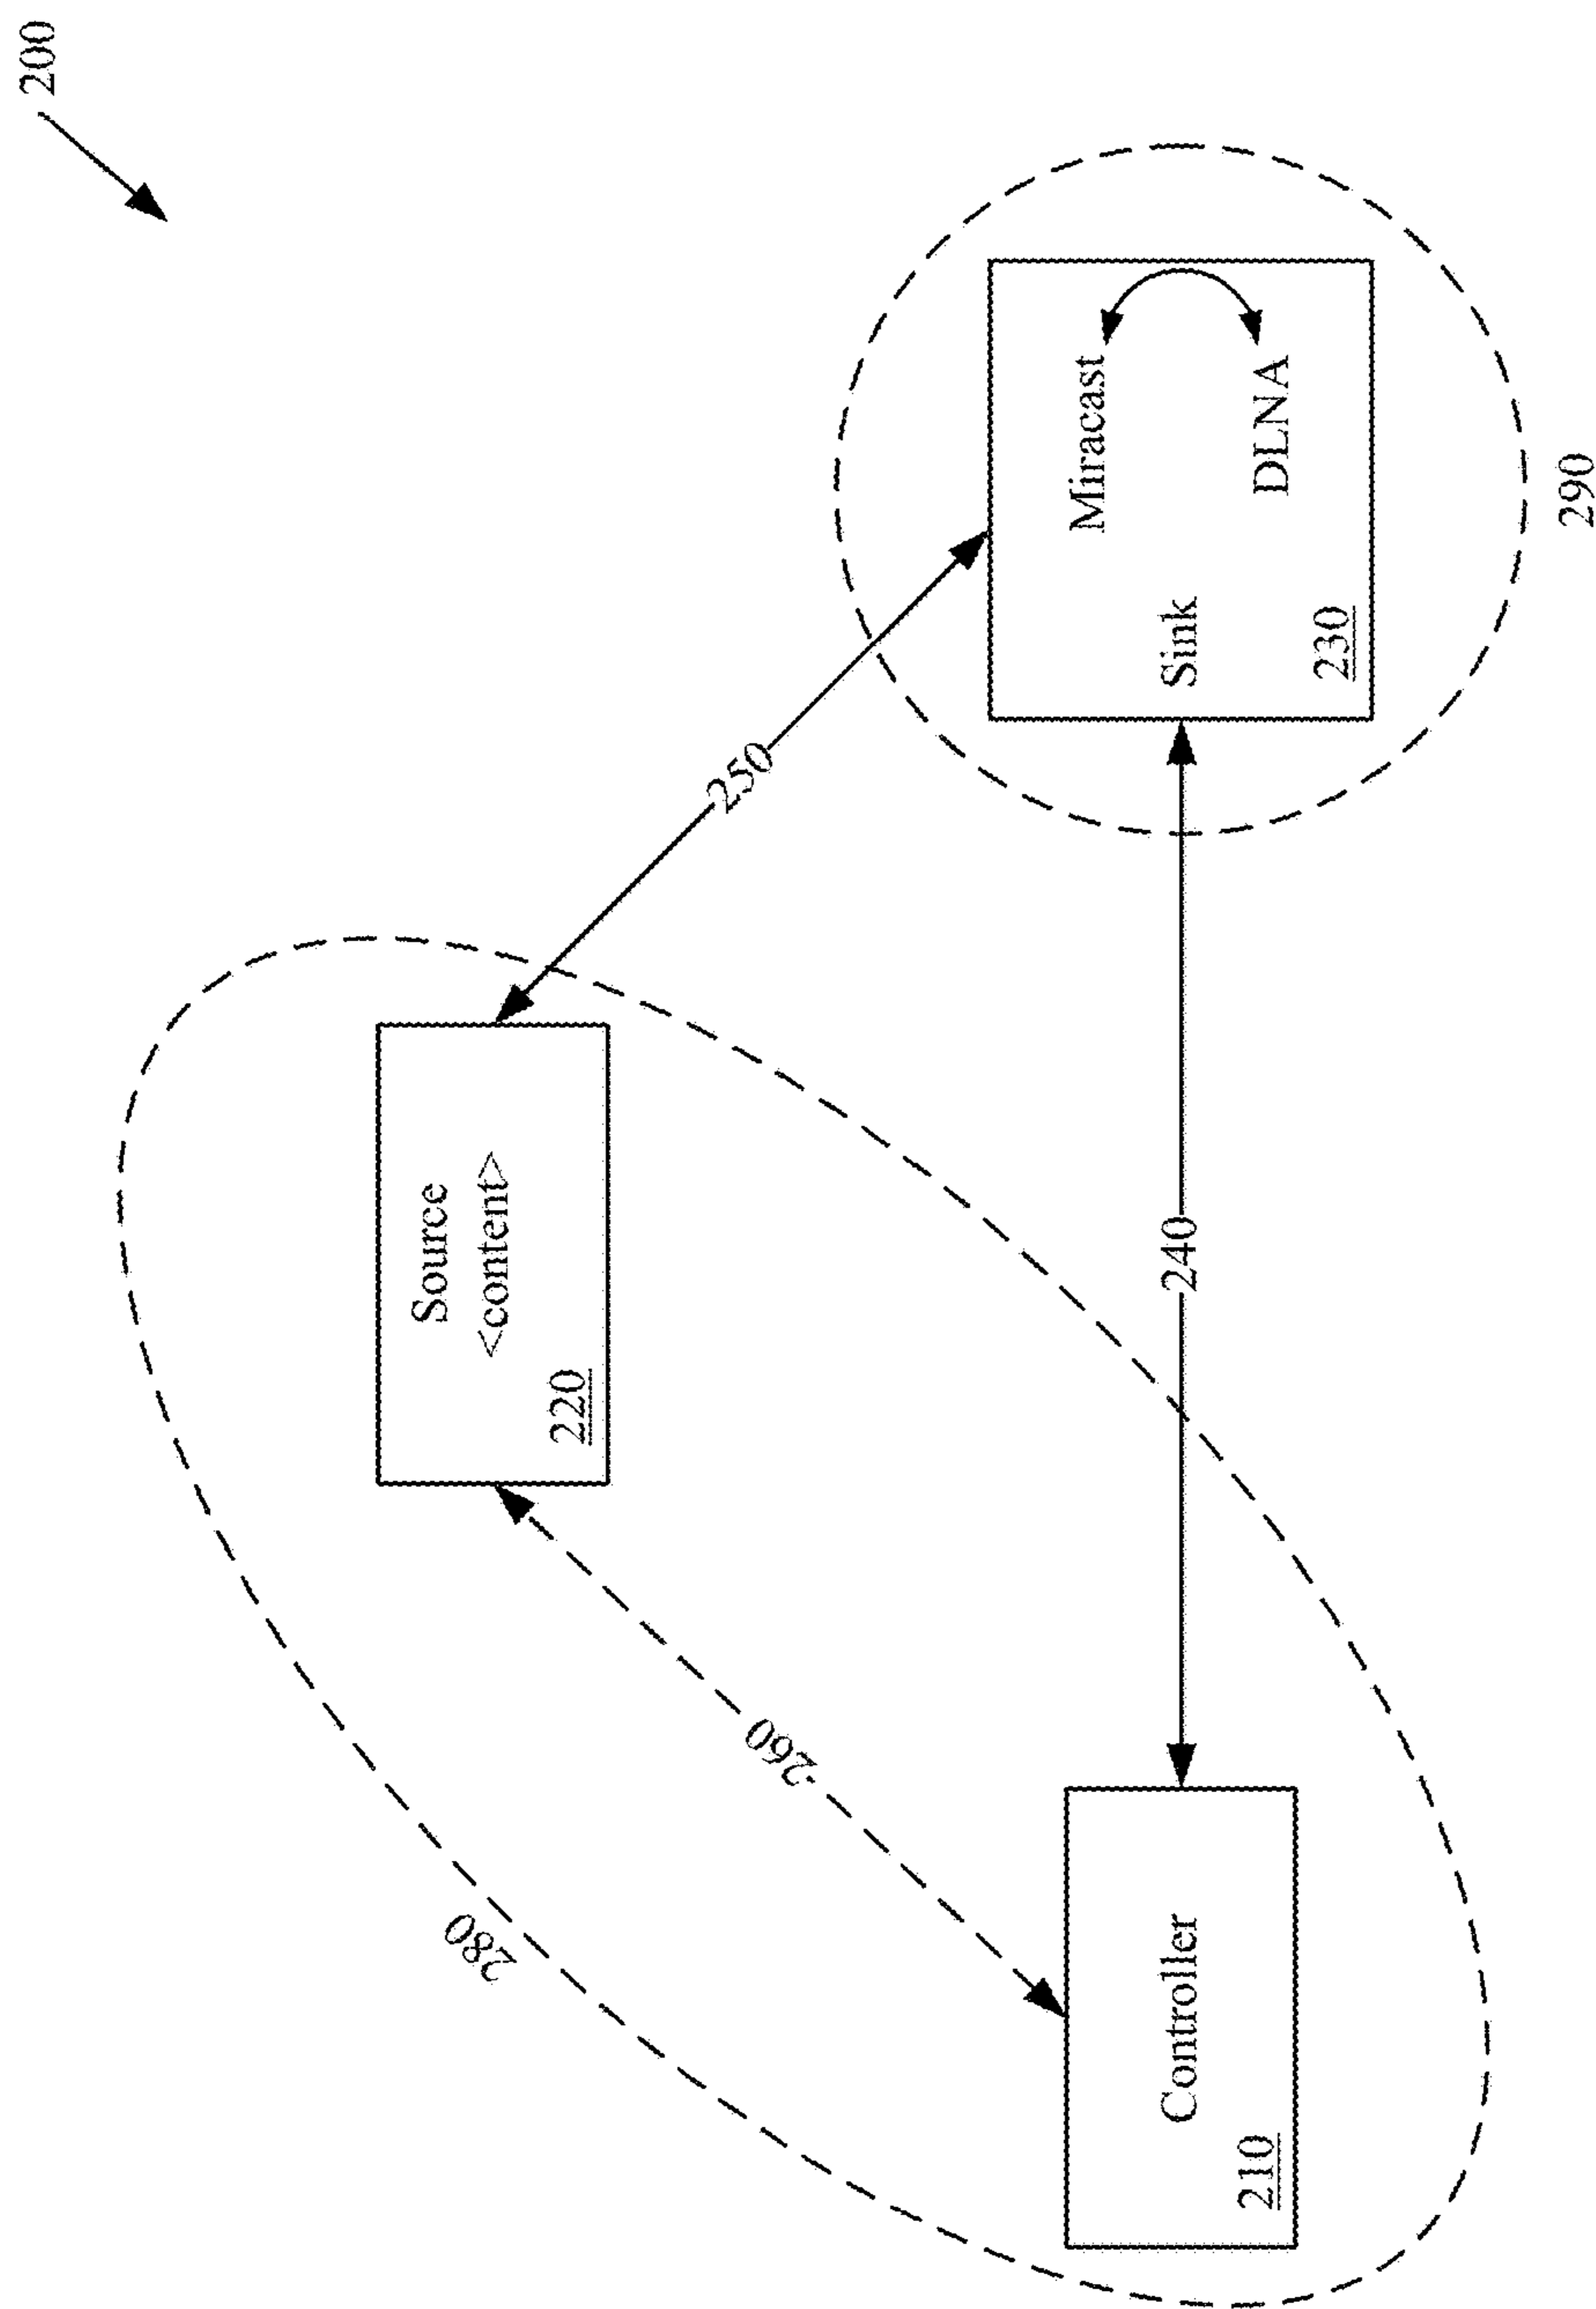 200
Source
<content>
220
250
280
260
Miracast
Sink
DLNA
230
240
Controller
210
290